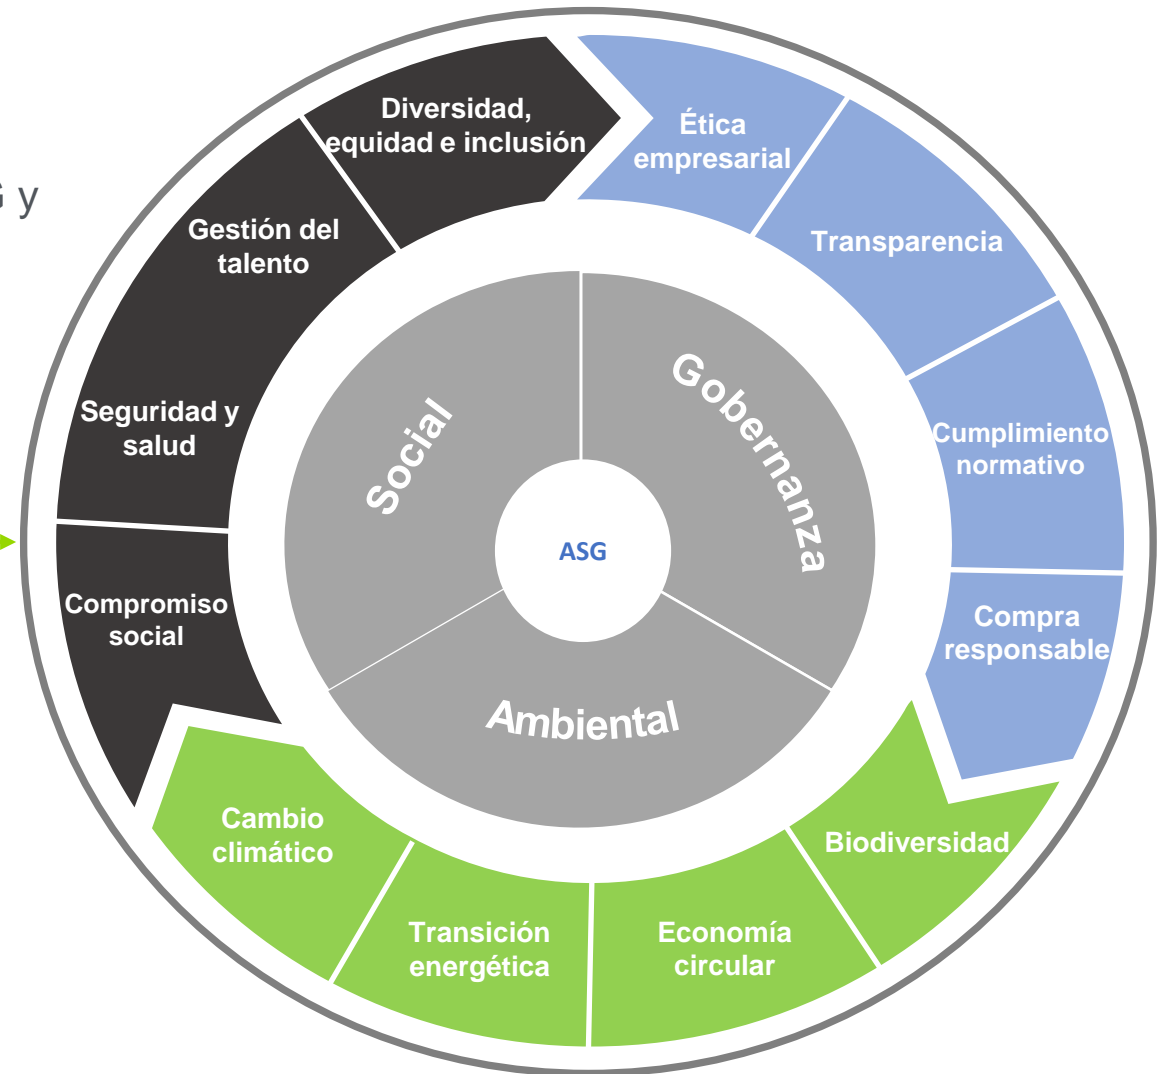 Diversidad,
equidad e inclusión
Ética
empresarial
y
Gestión del
talento
Transparencia
Seguridad y
salud
Cumplimiento
normativo
Social
Gobernanza
ASG
Compromiso
social
Compra
responsable
Ambiental
Cambio
climático
Biodiversidad
Transición
energética
Economía
circular